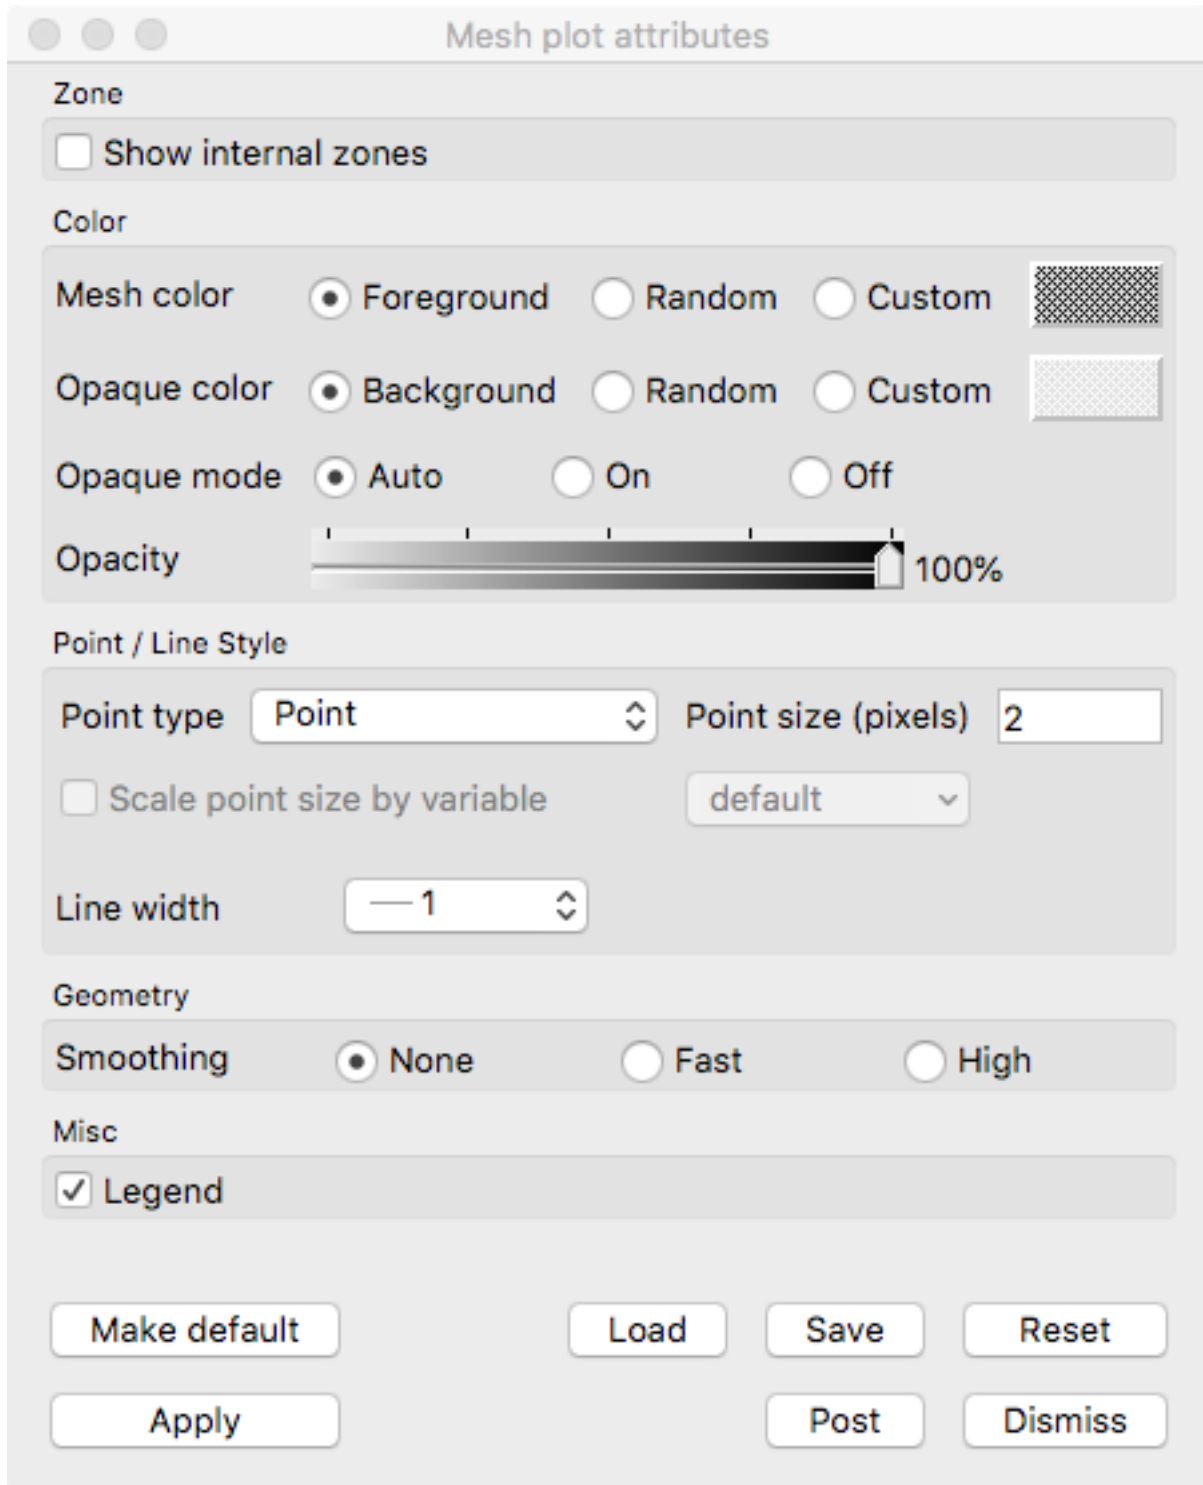 Mesh plot attributes
Zone
Show internal zones
Color
Mesh color Foreground Random Custom
Opaque color Background Random Custom
Opaque mode Auto On Off
Opacity 100%
Point / Line Style
Point type Point Point size (pixels) 2
Scale point size by variable default
Line width 1
Geometry
Smoothing None Fast High
Misc
Legend
Make default Load Save Reset
Apply Post Dismiss